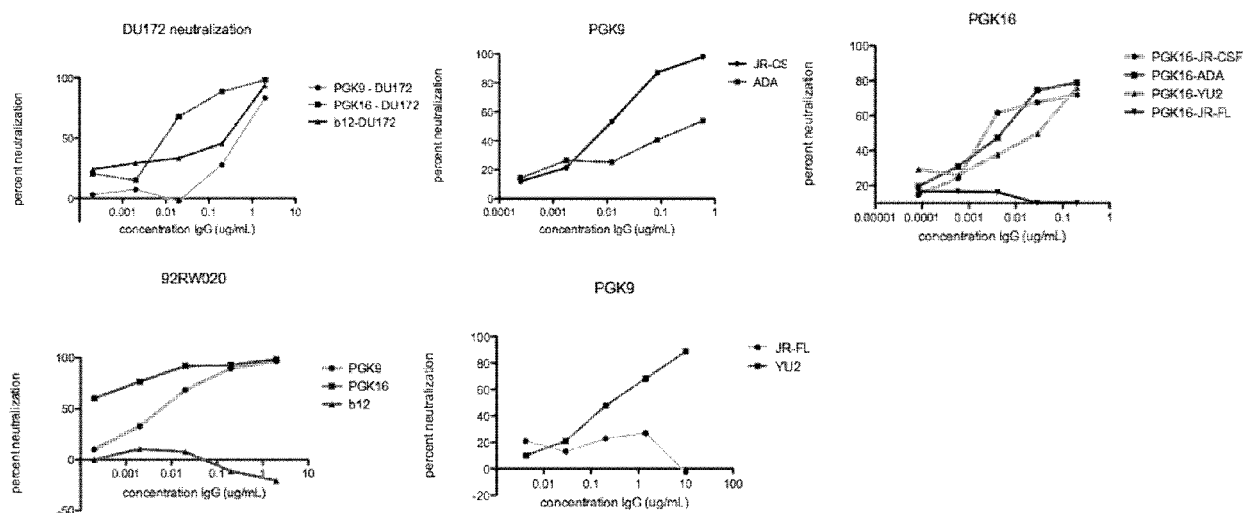 DU172 neutralization
percent neutralization
100
50
0
0.001
0.01
0.1
1
10
concentration IgG (ug/mL)
PGK9 - DU172
PGK16 - DU172
b12-DU172
PGK9
percent neutralization
100
80
60
40
20
0
0.0001
0.001
0.01
0.1
1
concentration IgG (ug/mL)
JR-CS
ADA
PGK16
percent neutralization
100
80
60
40
20
0.00001
0.0001
0.001
0.01
0.1
1
concentration IgG (ug/mL)
PGK16-JR-CSF
PGK16-ADA
PGK16-YU2
PGK16-JR-FL
92RW020
percent neutralization
100
50
0
-50
0.001
0.01
0.1
1
10
concentration IgG (ug/mL)
PGK9
PGK16
b12
PGK9
percent neutralization
100
80
60
40
20
0
-20
0.01
0.1
1
10
100
concentration IgG (ug/mL)
JR-FL
YU2